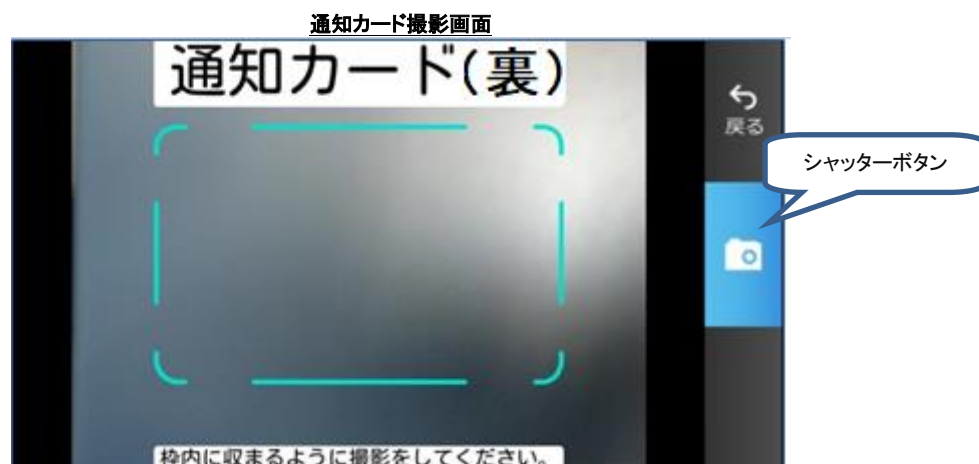 通知カード撮影画面
通知カード(裏)
戻る
シャッターボタン
枠内に収まるように撮影をしてください。